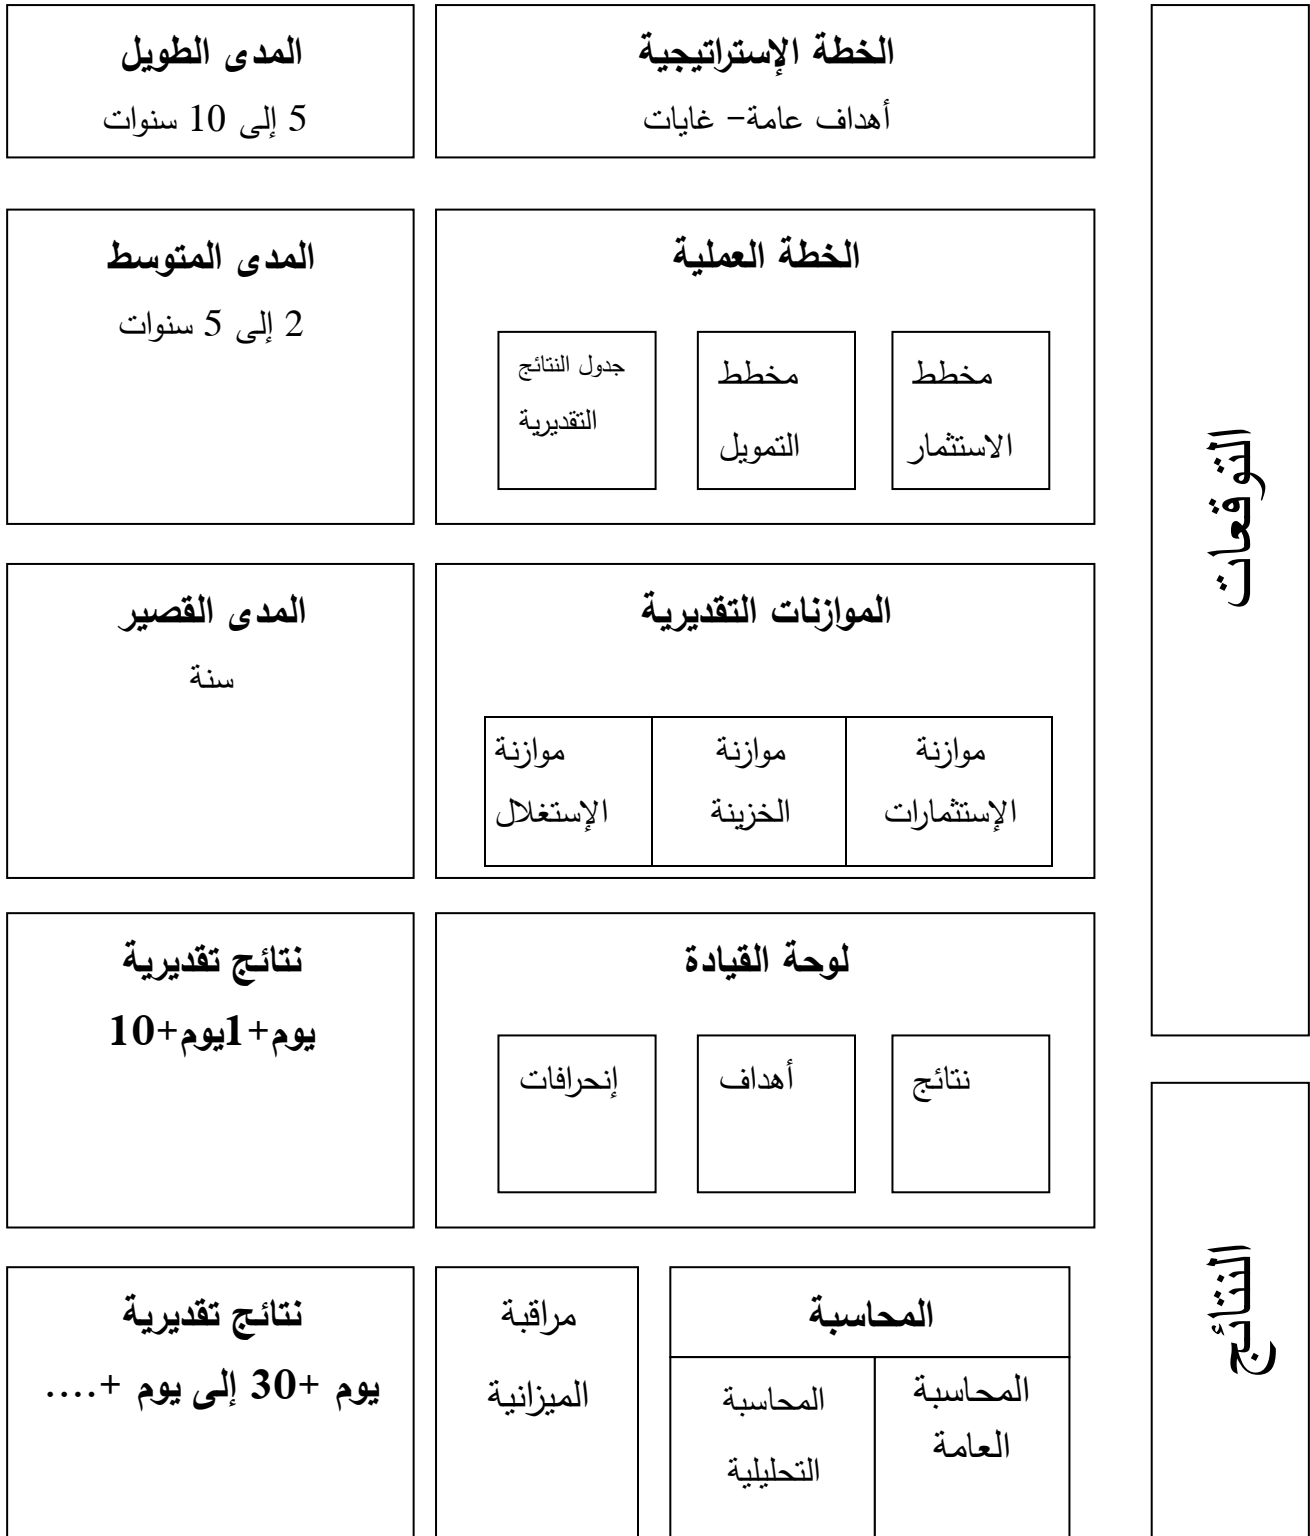 التوقعات
الخطة الإستراتيجية
أهداف عامة– غايات
المدى الطويل
5 إلى 10 سنوات
الخطة العملية
مخطط
الاستثمار
مخطط
التمويل
جدول النتائج
التقديرية
المدى المتوسط
2 إلى 5 سنوات
الموازنات التقديرية
موازنة
الإستثمارات
موازنة
الخزينة
موازنة
الإستغلال
المدى القصير
سنة
لوحة القيادة
نتائج
أهداف
إنحرافات
نتائج تقديرية
يوم+1يوم+10
النتائج
المحاسبة
المحاسبة
العامة
المحاسبة
التحليلية
مراقبة
الميزانية
نتائج تقديرية
يوم +30 إلى يوم +....